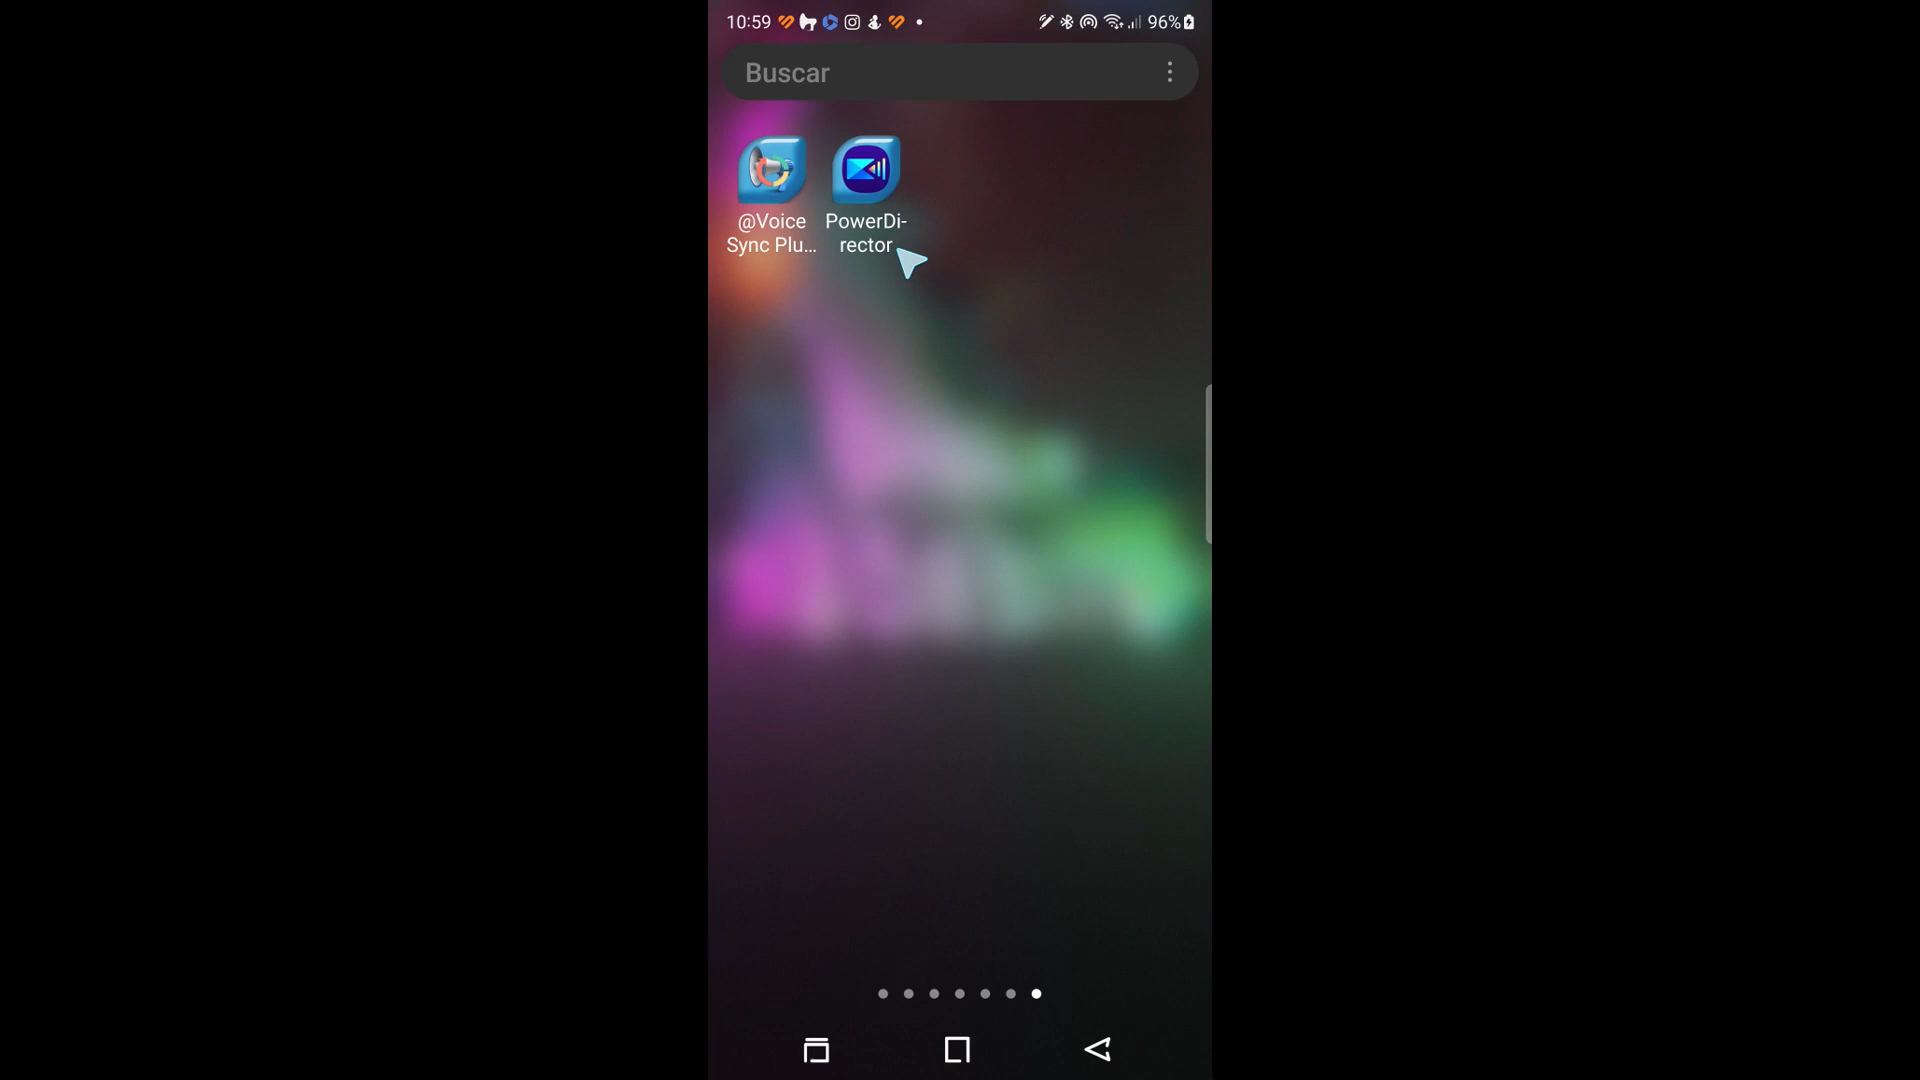 10:59 96%
Buscar
@Voice
Sync Plu...
PowerDi-
rector